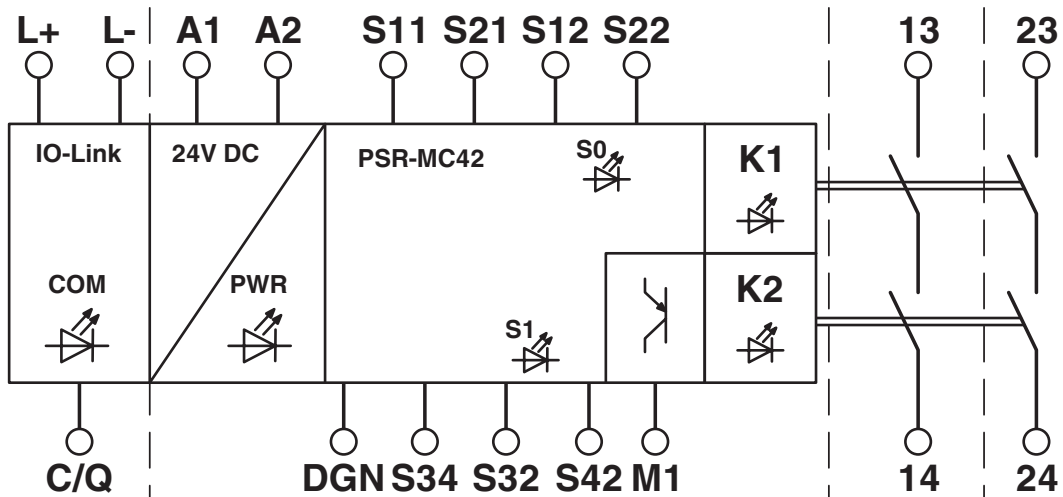 L+ L- A1 A2 S11 S21 S12 S22 13 23
IO-Link 24V DC PSR-MC42 S0 K1
COM PWR S1 K2
C/Q DGN S34 S32 S42 M1 14 24